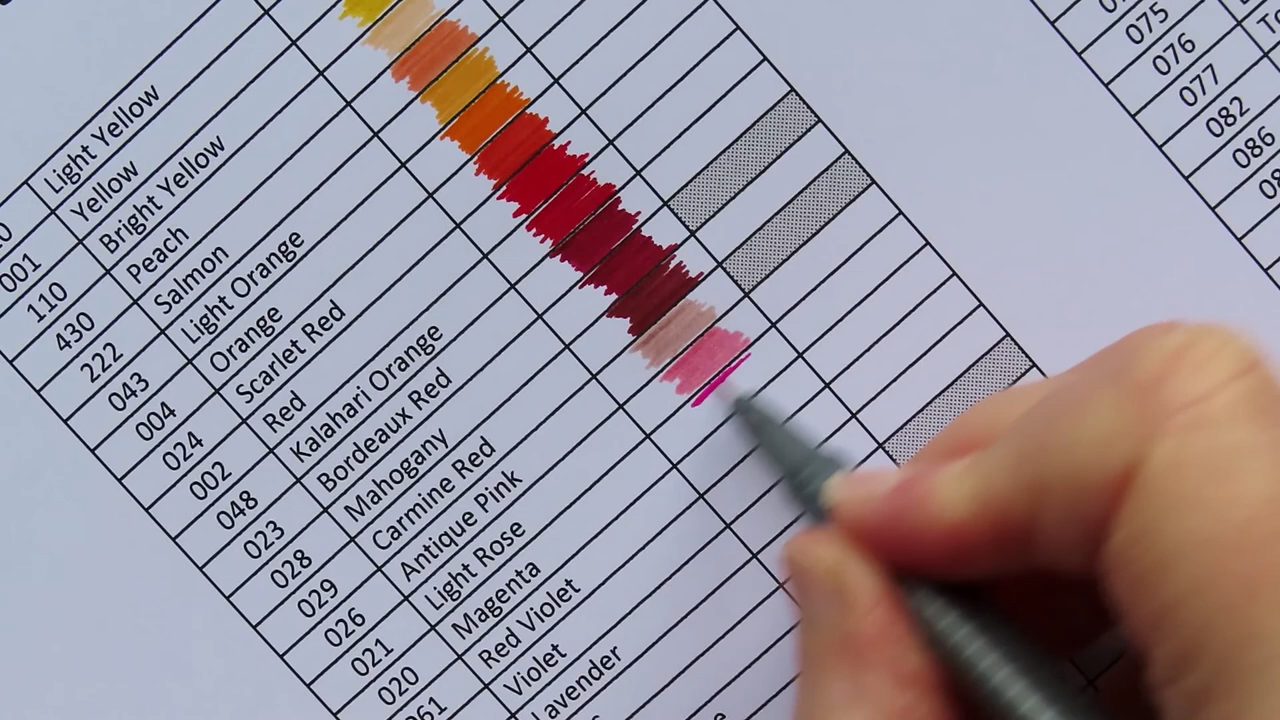 Light Yellow
001 Yellow
110 Bright Yellow
430 Peach
222 Salmon
043 Light Orange
004 Orange
024 Scarlet Red
002 Red
048 Kalahari Orange
023 Bordeaux Red
028 Mahogany
029 Carmine Red
026 Antique Pink
021 Light Rose
020 Magenta
Red Violet
Violet
Lavender
075
076
077
082
086